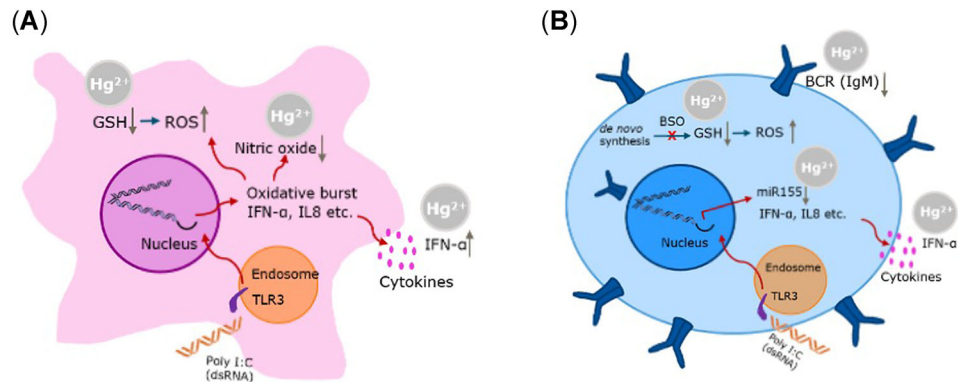 (A)
Hg2+
GSH ROS
Hg2+
Nitric oxide
Oxidative burst
IFN-α, IL8 etc.
Nucleus
Hg2+
IFN-α
Cytokines
Endosome
TLR3
Poly I:C
(dsRNA)
(B)
Hg2+
BCR (IgM)
Hg2+
BSO
de novo
synthesis
GSH ROS
Hg2+
miR155
IFN-α, IL8 etc.
Nucleus
Hg2+
IFN-α
Cytokines
Endosome
TLR3
Poly I:C
(dsRNA)